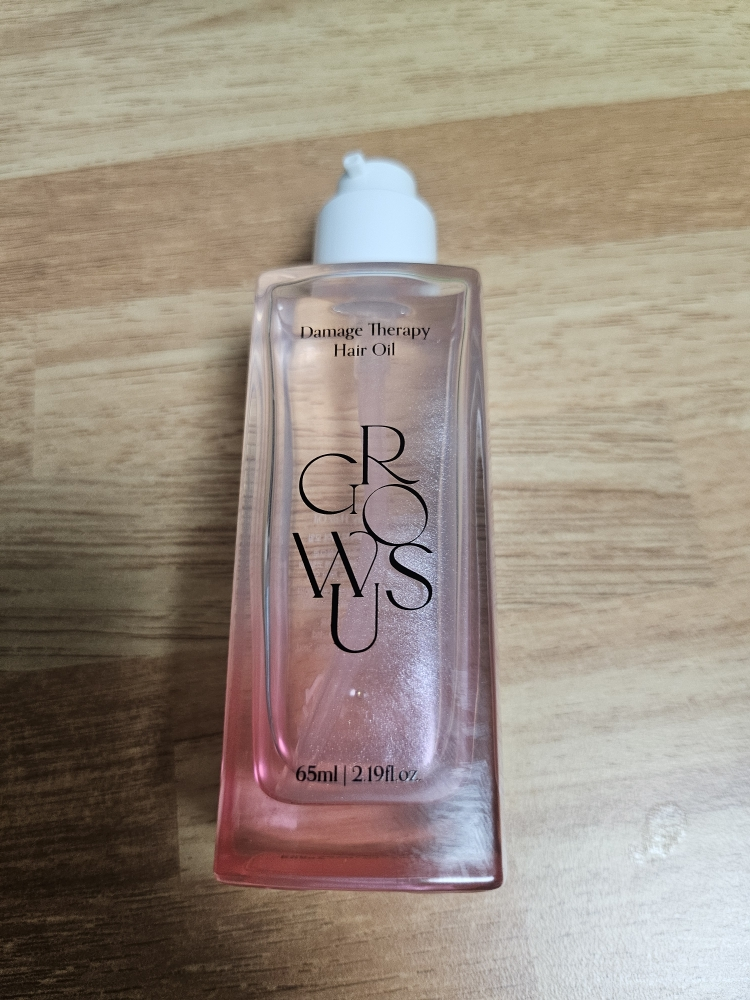 Damage Therapy
Hair Oil
GROWUS
65ml | 2.19fl.oz.